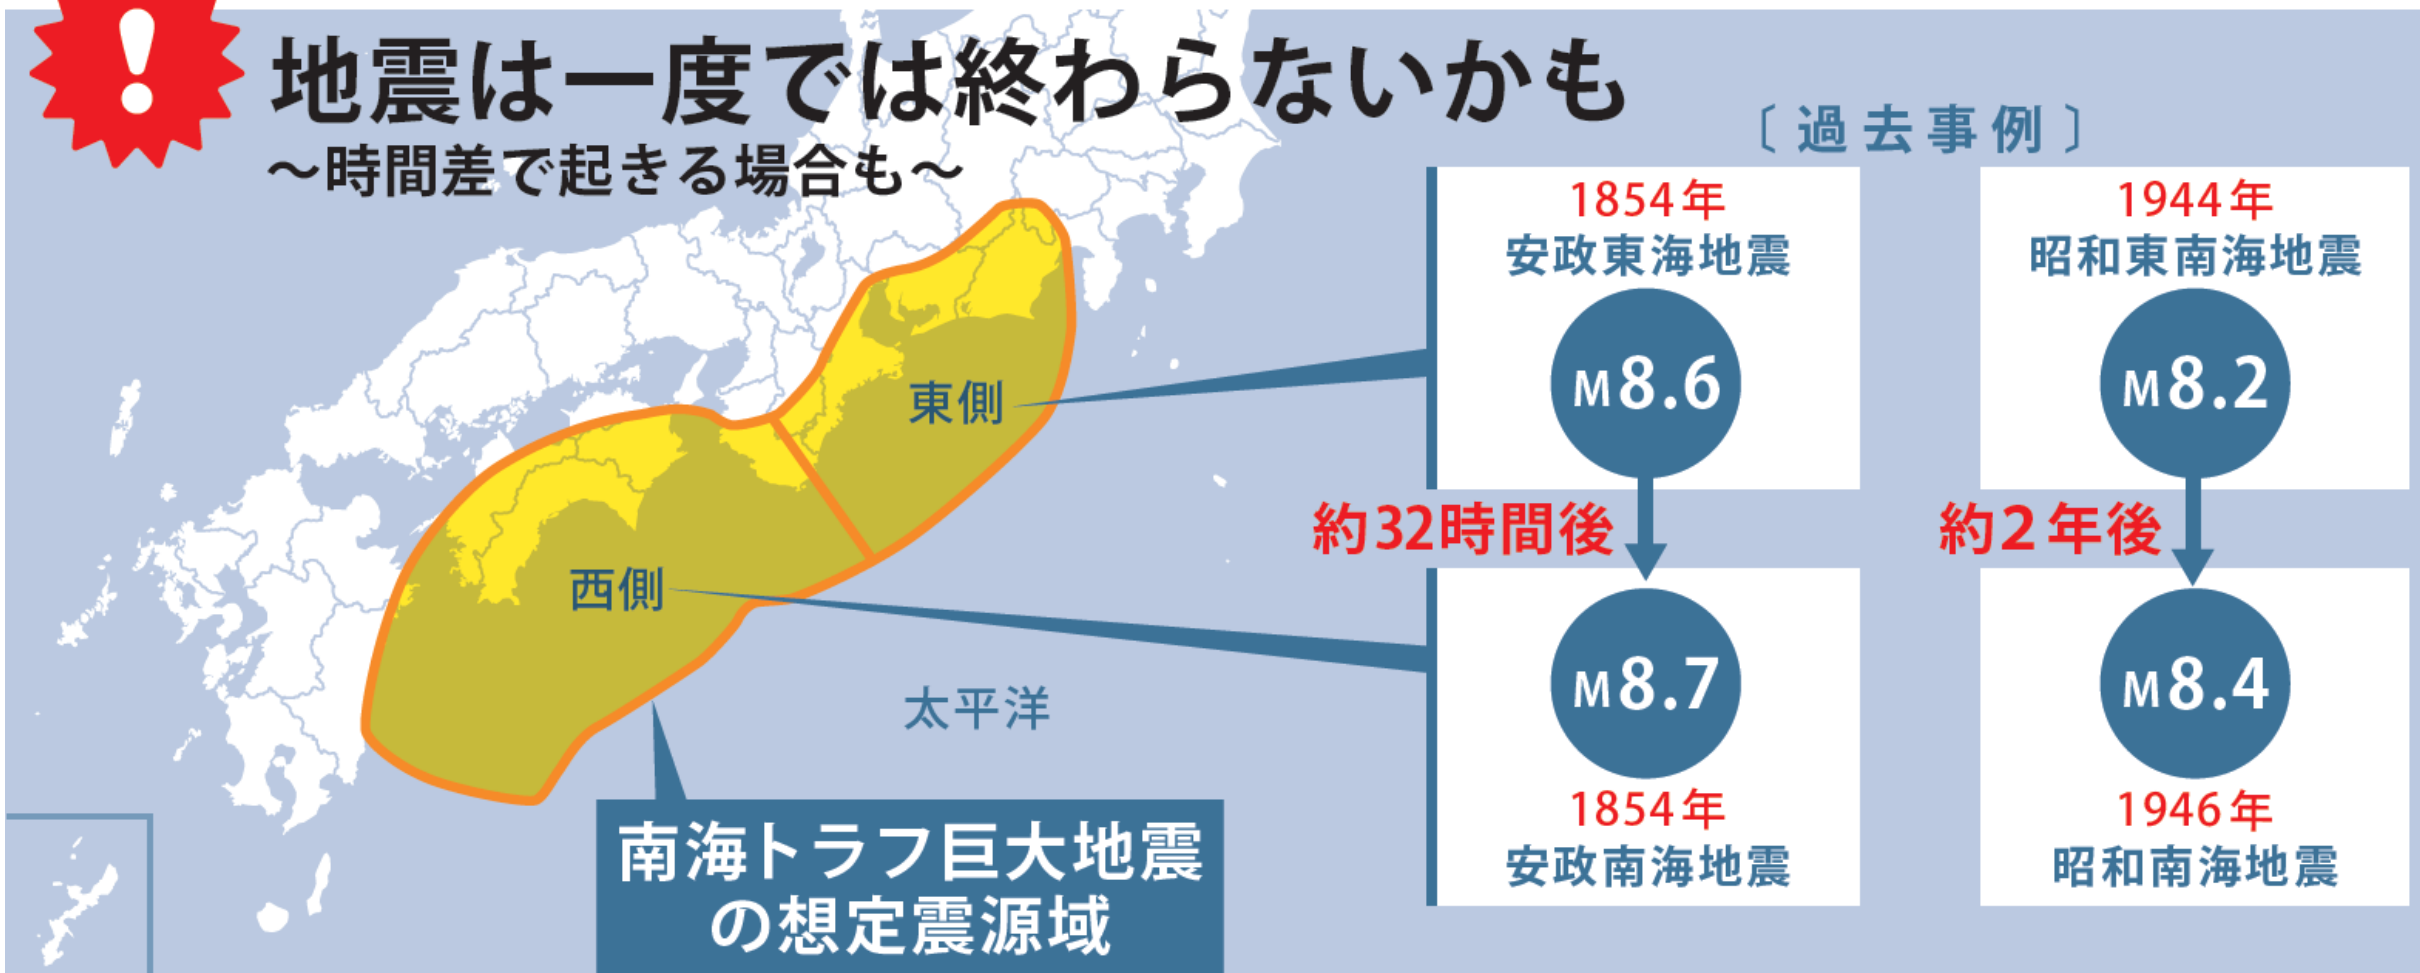 !
地震は一度では終わらないかも
～時間差で起きる場合も～
〔過去事例〕
1854年
安政東海地震
M8.6
約32時間後
M8.7
1854年
安政南海地震
1944年
昭和東南海地震
M8.2
約2年後
M8.4
1946年
昭和南海地震
東側
西側
太平洋
南海トラフ巨大地震
の想定震源域